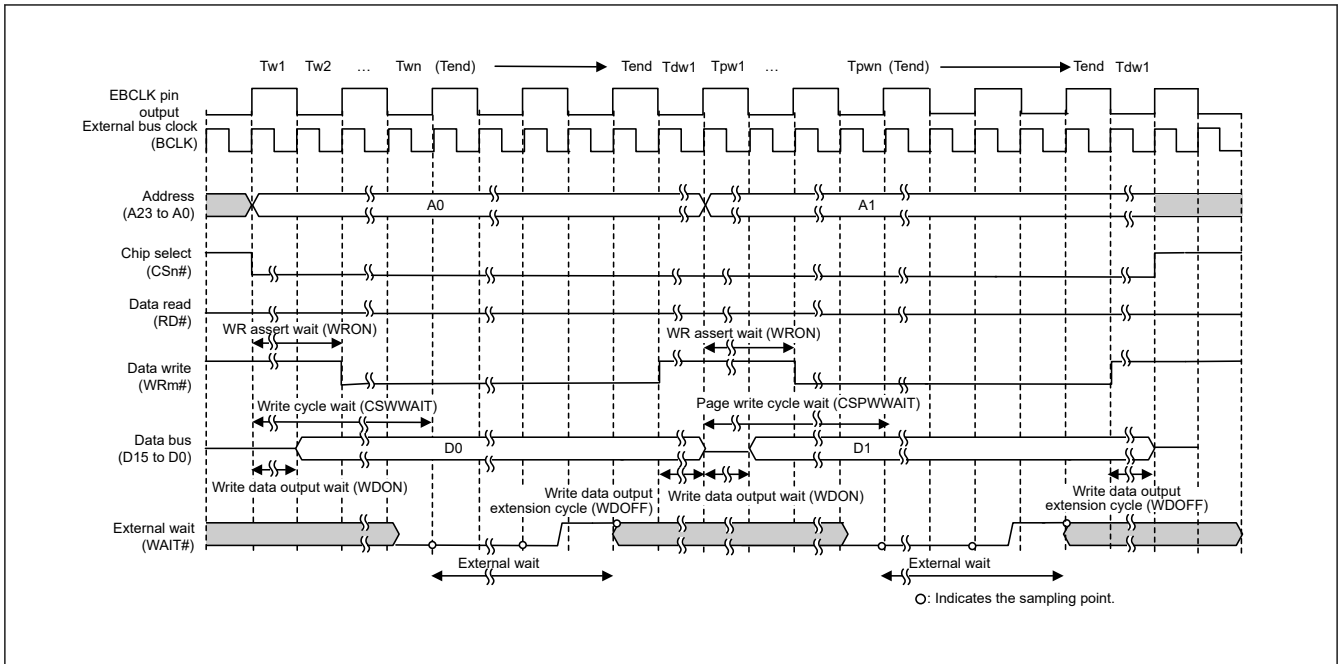 Tw1 Tw2 … Twn (Tend) Tend Tdw1 Tpw1 … Tpwn (Tend) Tend Tdw1
EBCLK pin
output
External bus clock
(BCLK)
Address
(A23 to A0)
A0 A1
Chip select
(CSn#)
Data read
(RD#)
WR assert wait (WRON) WR assert wait (WRON)
Data write
(WRm#)
Write cycle wait (CSWWAIT) Page write cycle wait (CSPWWAIT)
Data bus
(D15 to D0)
D0 D1
Write data output wait (WDON) Write data output
extension cycle (WDOFF) Write data output wait (WDON) Write data output
extension cycle (WDOFF)
External wait
(WAIT#)
External wait External wait
: Indicates the sampling point.